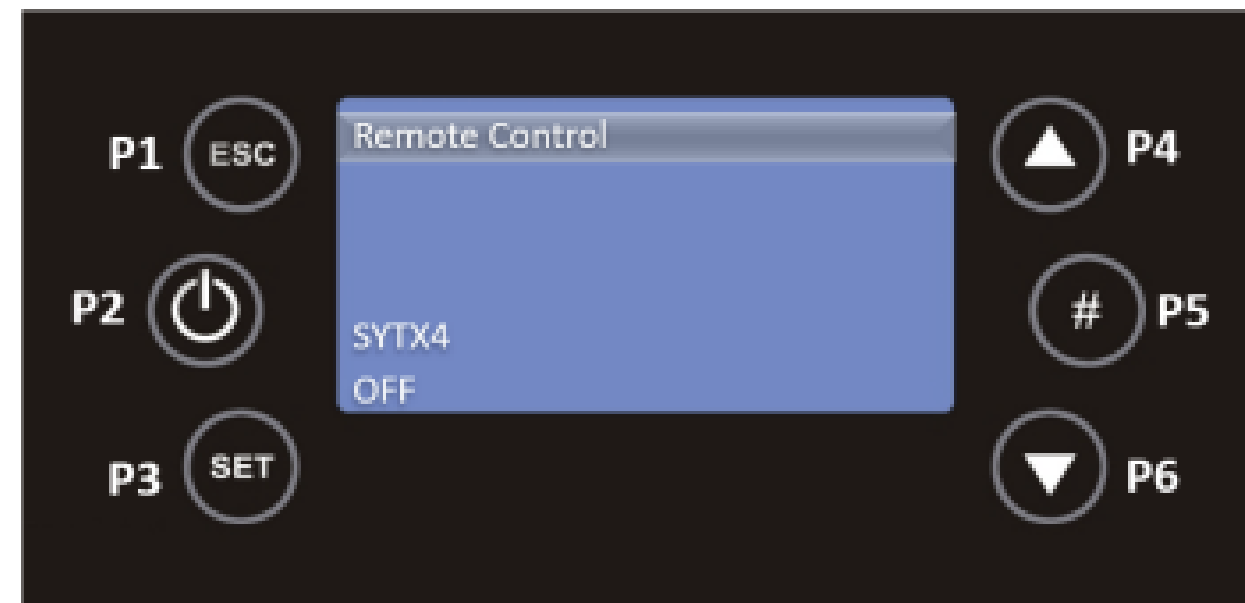 Remote Control
P1
ESC
P4
P2
#
P5
SYTX4
OFF
P3
SET
P6